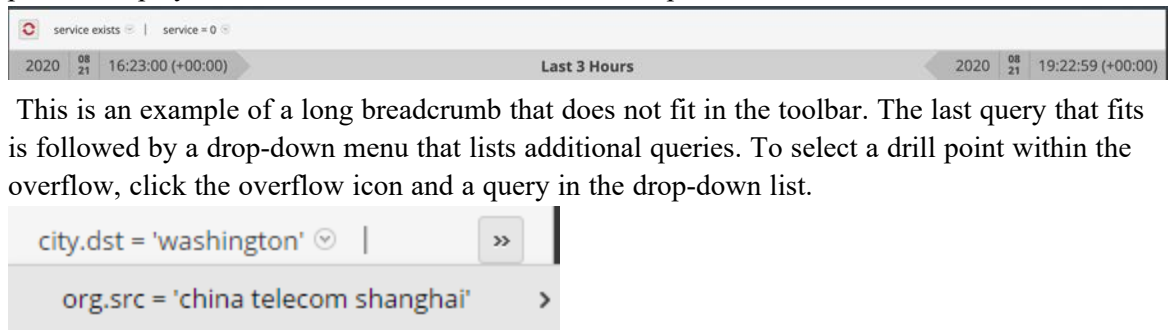 service exists | service = 0
2020 08 21 16:23:00 (+00:00) Last 3 Hours 2020 08 21 19:22:59 (+00:00)
This is an example of a long breadcrumb that does not fit in the toolbar. The last query that fits
is followed by a drop-down menu that lists additional queries. To select a drill point within the
overflow, click the overflow icon and a query in the drop-down list.
city.dst = 'washington' | »
org.src = 'china telecom shanghai' >